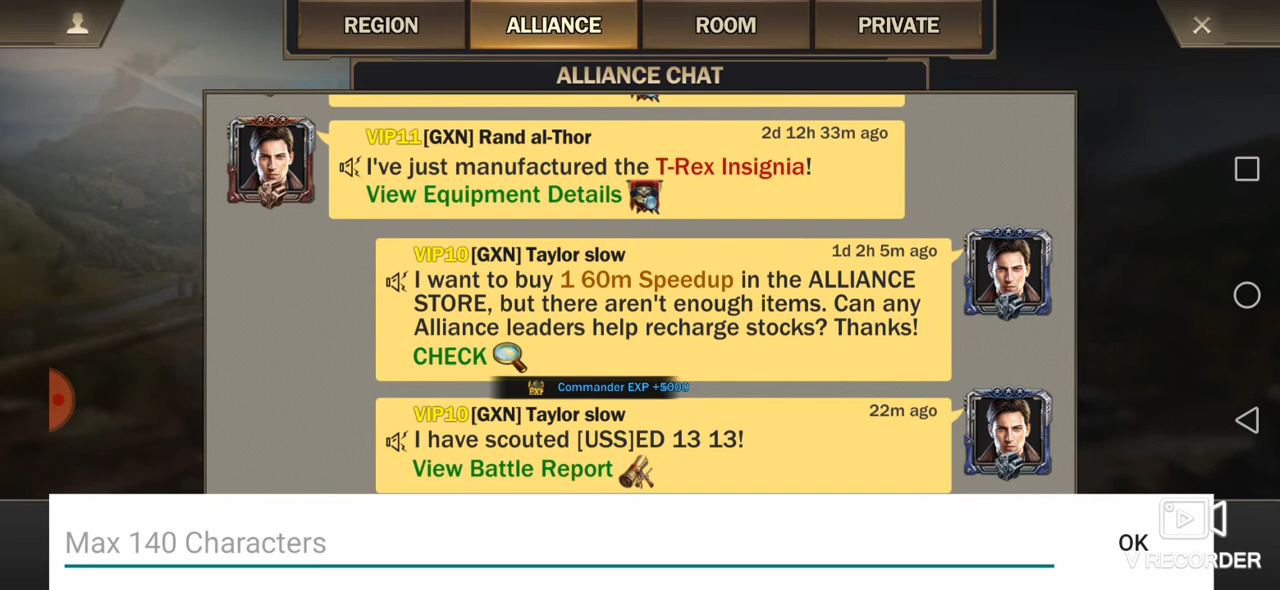 REGION
ALLIANCE
ROOM
PRIVATE
ALLIANCE CHAT
VIP11[GXN] Rand al-Thor
2d 12h 33m ago
I've just manufactured the T-Rex Insignia!
View Equipment Details
VIP10[GXN] Taylor slow
1d 2h 5m ago
I want to buy 1 60m Speedup in the ALLIANCE
STORE, but there aren't enough items. Can any
Alliance leaders help recharge stocks? Thanks!
CHECK
EXP Commander EXP +5000
VIP10[GXN] Taylor slow
22m ago
I have scouted [USS]ED 13 13!
View Battle Report
Max 140 Characters
OK
V RECORDER